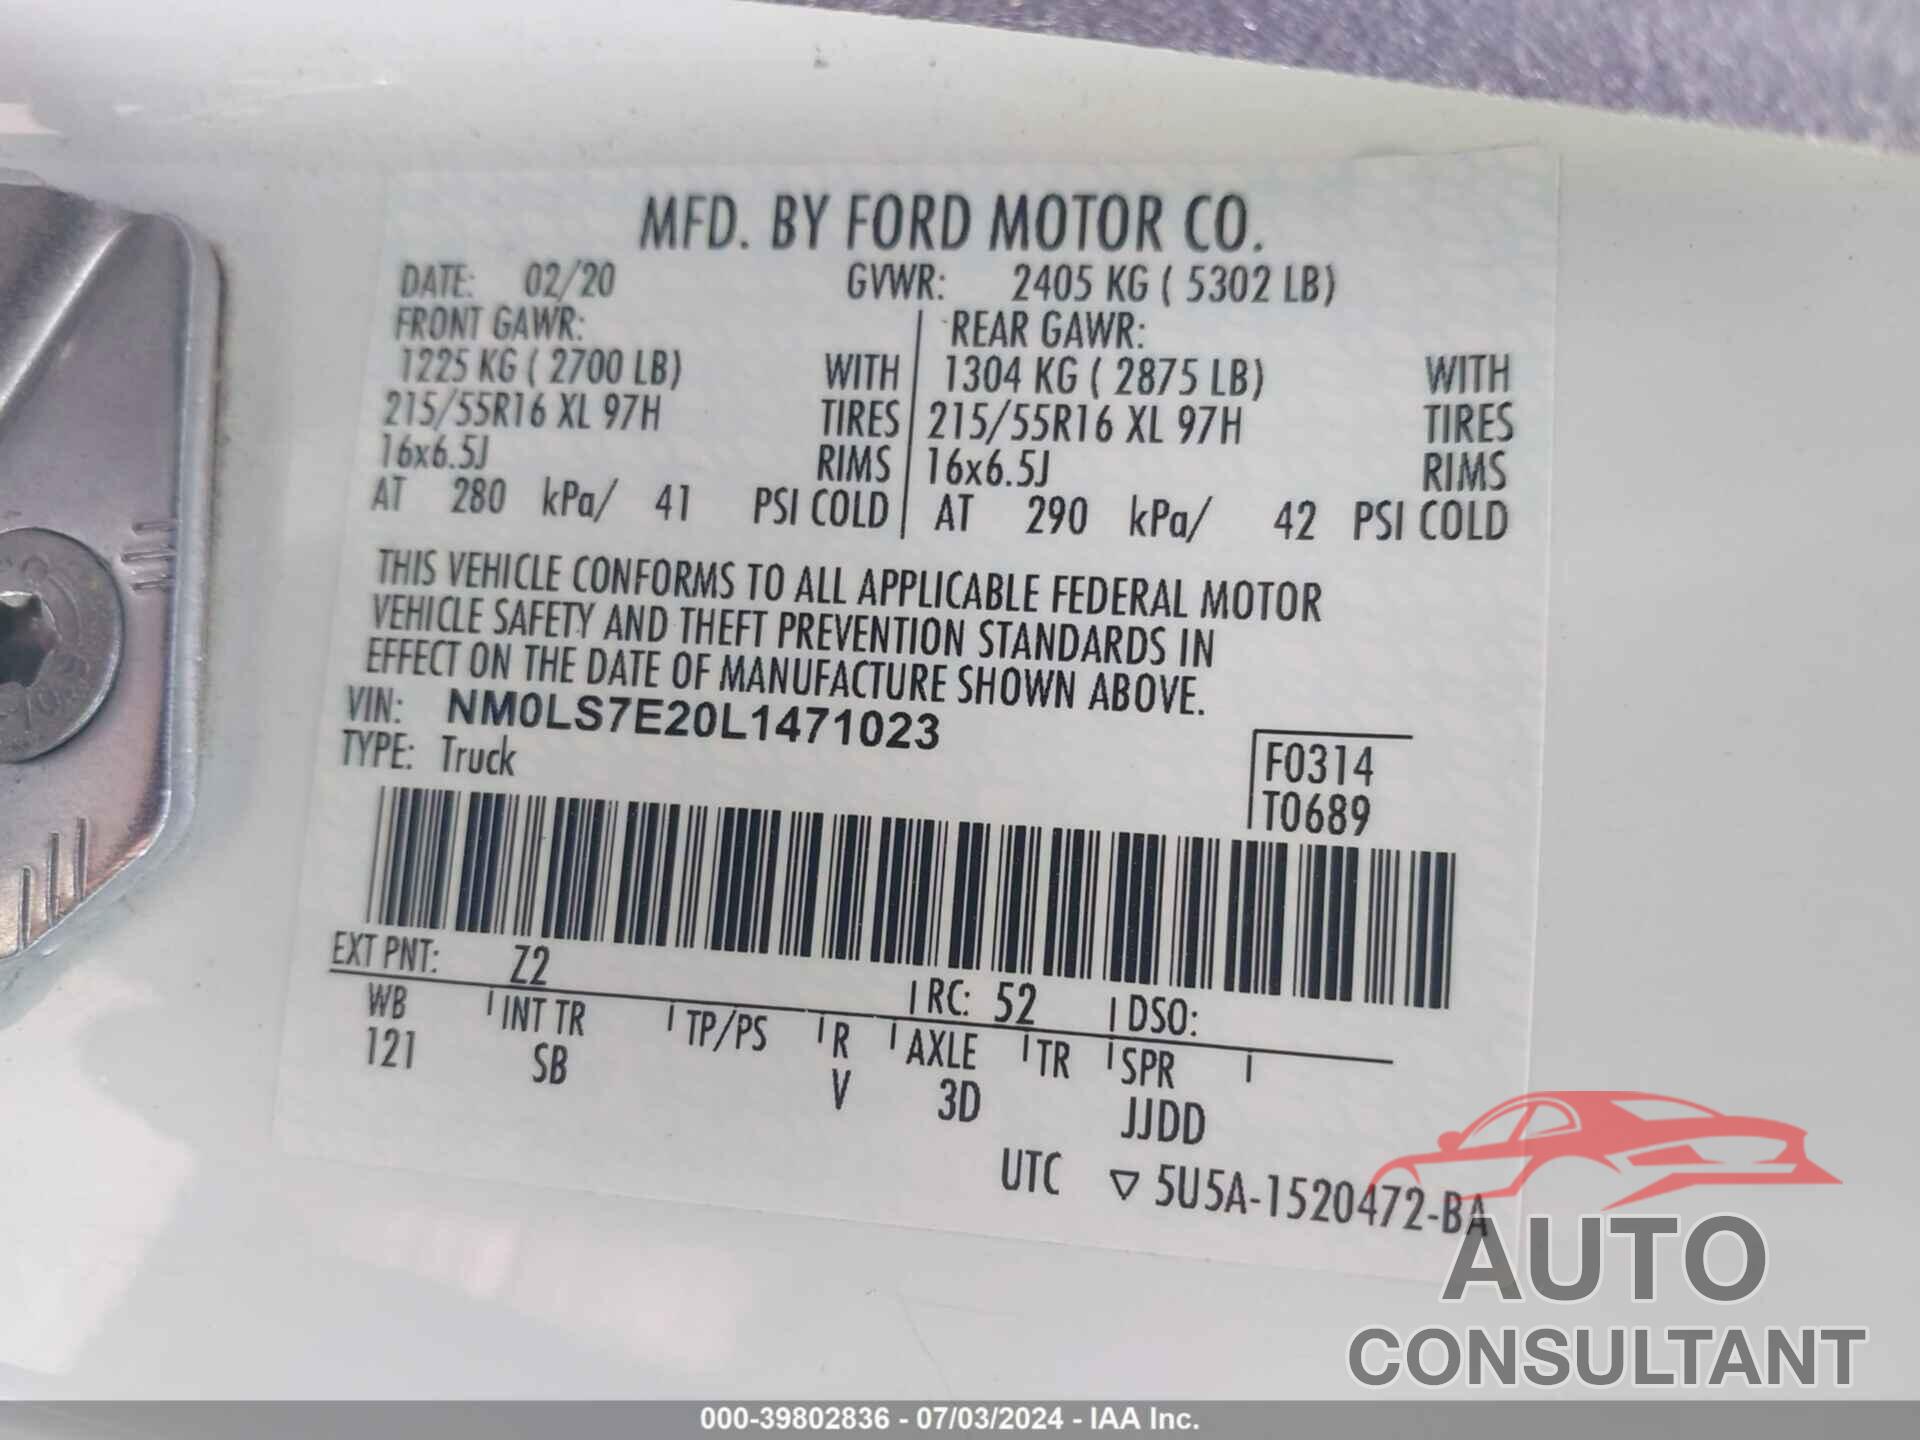 MFD. BY FORD MOTOR CO.
DATE: 02/20 GVWR: 2405 KG ( 5302 LB)
FRONT GAWR: REAR GAWR:
1225 KG ( 2700 LB) WITH 1304 KG ( 2875 LB) WITH
215/55R16 XL 97H TIRES 215/55R16 XL 97H TIRES
16x6.5J RIMS 16x6.5J RIMS
AT 280 kPa/ 41 PSI COLD AT 290 kPa/ 42 PSI COLD
THIS VEHICLE CONFORMS TO ALL APPLICABLE FEDERAL MOTOR
VEHICLE SAFETY AND THEFT PREVENTION STANDARDS IN
EFFECT ON THE DATE OF MANUFACTURE SHOWN ABOVE.
VIN: NM0LS7E20L1471023
TYPE: Truck
F0314
T0689
EXT PNT: Z2 RC: 52 DSO:
WB INT TR TP/PS R AXLE TR SPR
121 SB V 3D JJDD
UTC ▽ 5U5A-1520472-BA
AUTO
CONSULTANT
000-39802836 - 07/03/2024 - IAA Inc.